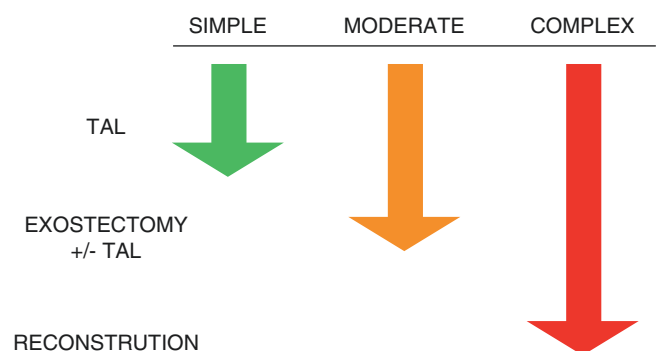 SIMPLE MODERATE COMPLEX
TAL
EXOSTECTOMY
+/- TAL
RECONSTRUTION